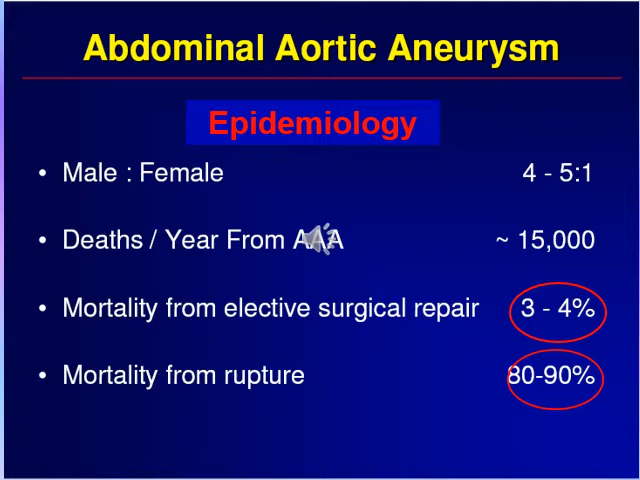 Abdominal Aortic Aneurysm
Epidemiology
• Male : Female 4 - 5:1
• Deaths / Year From AAA ~ 15,000
• Mortality from elective surgical repair 3 - 4%
• Mortality from rupture 80-90%